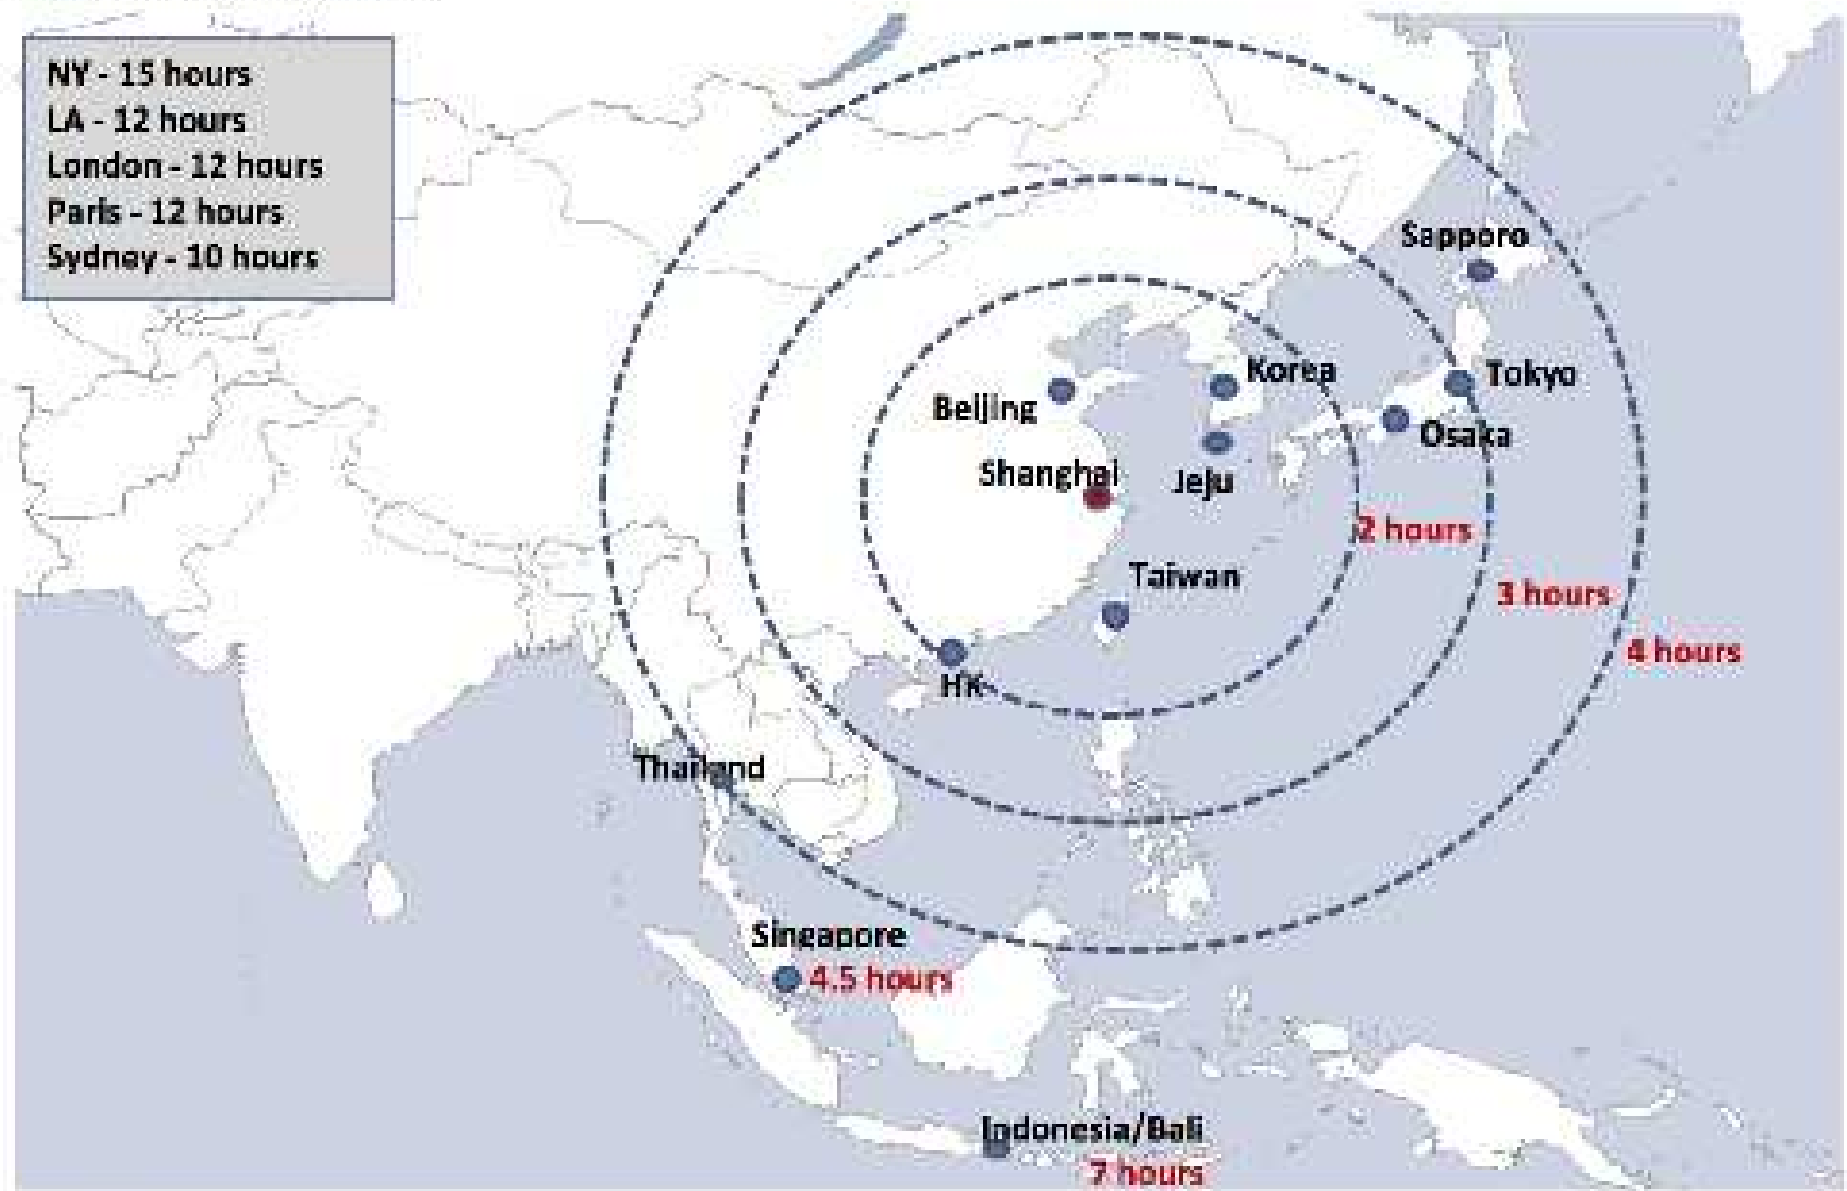 NY - 15 hours
LA - 12 hours
London - 12 hours
Paris - 12 hours
Sydney - 10 hours
Sapporo
Korea
Tokyo
Beijing
Osaka
Shanghai
Jeju
2 hours
Taiwan
3 hours
4 hours
HK
Thailand
Singapore
4.5 hours
Indonesia/Bali
7 hours